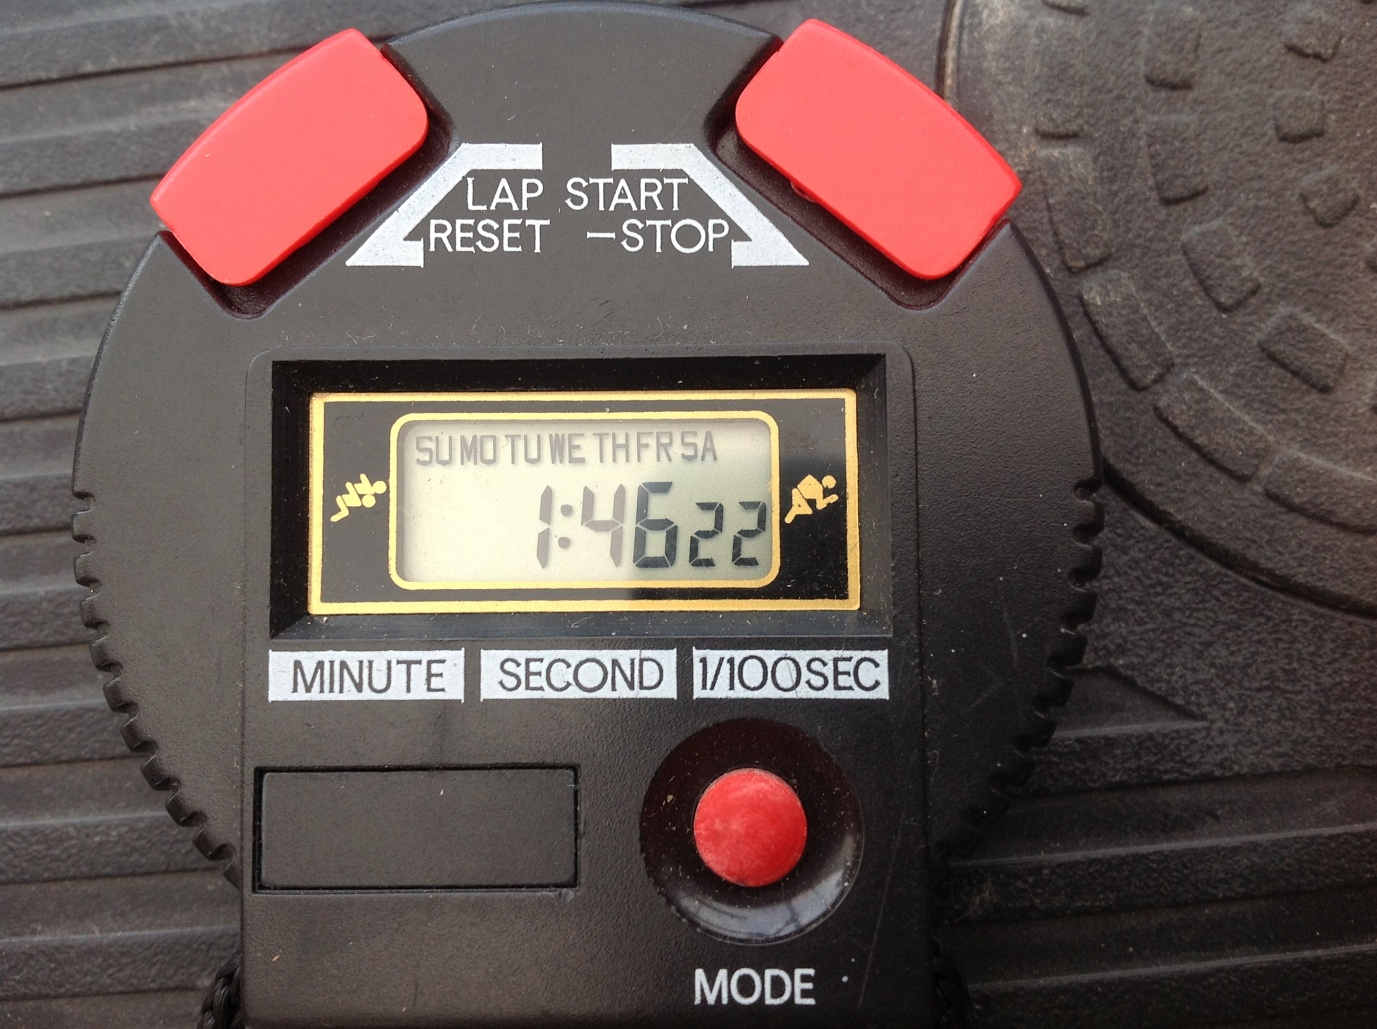 LAP START
RESET –STOP
SU MO TU WE TH FR SA
1:46 22
MINUTE SECOND 1/100SEC
MODE